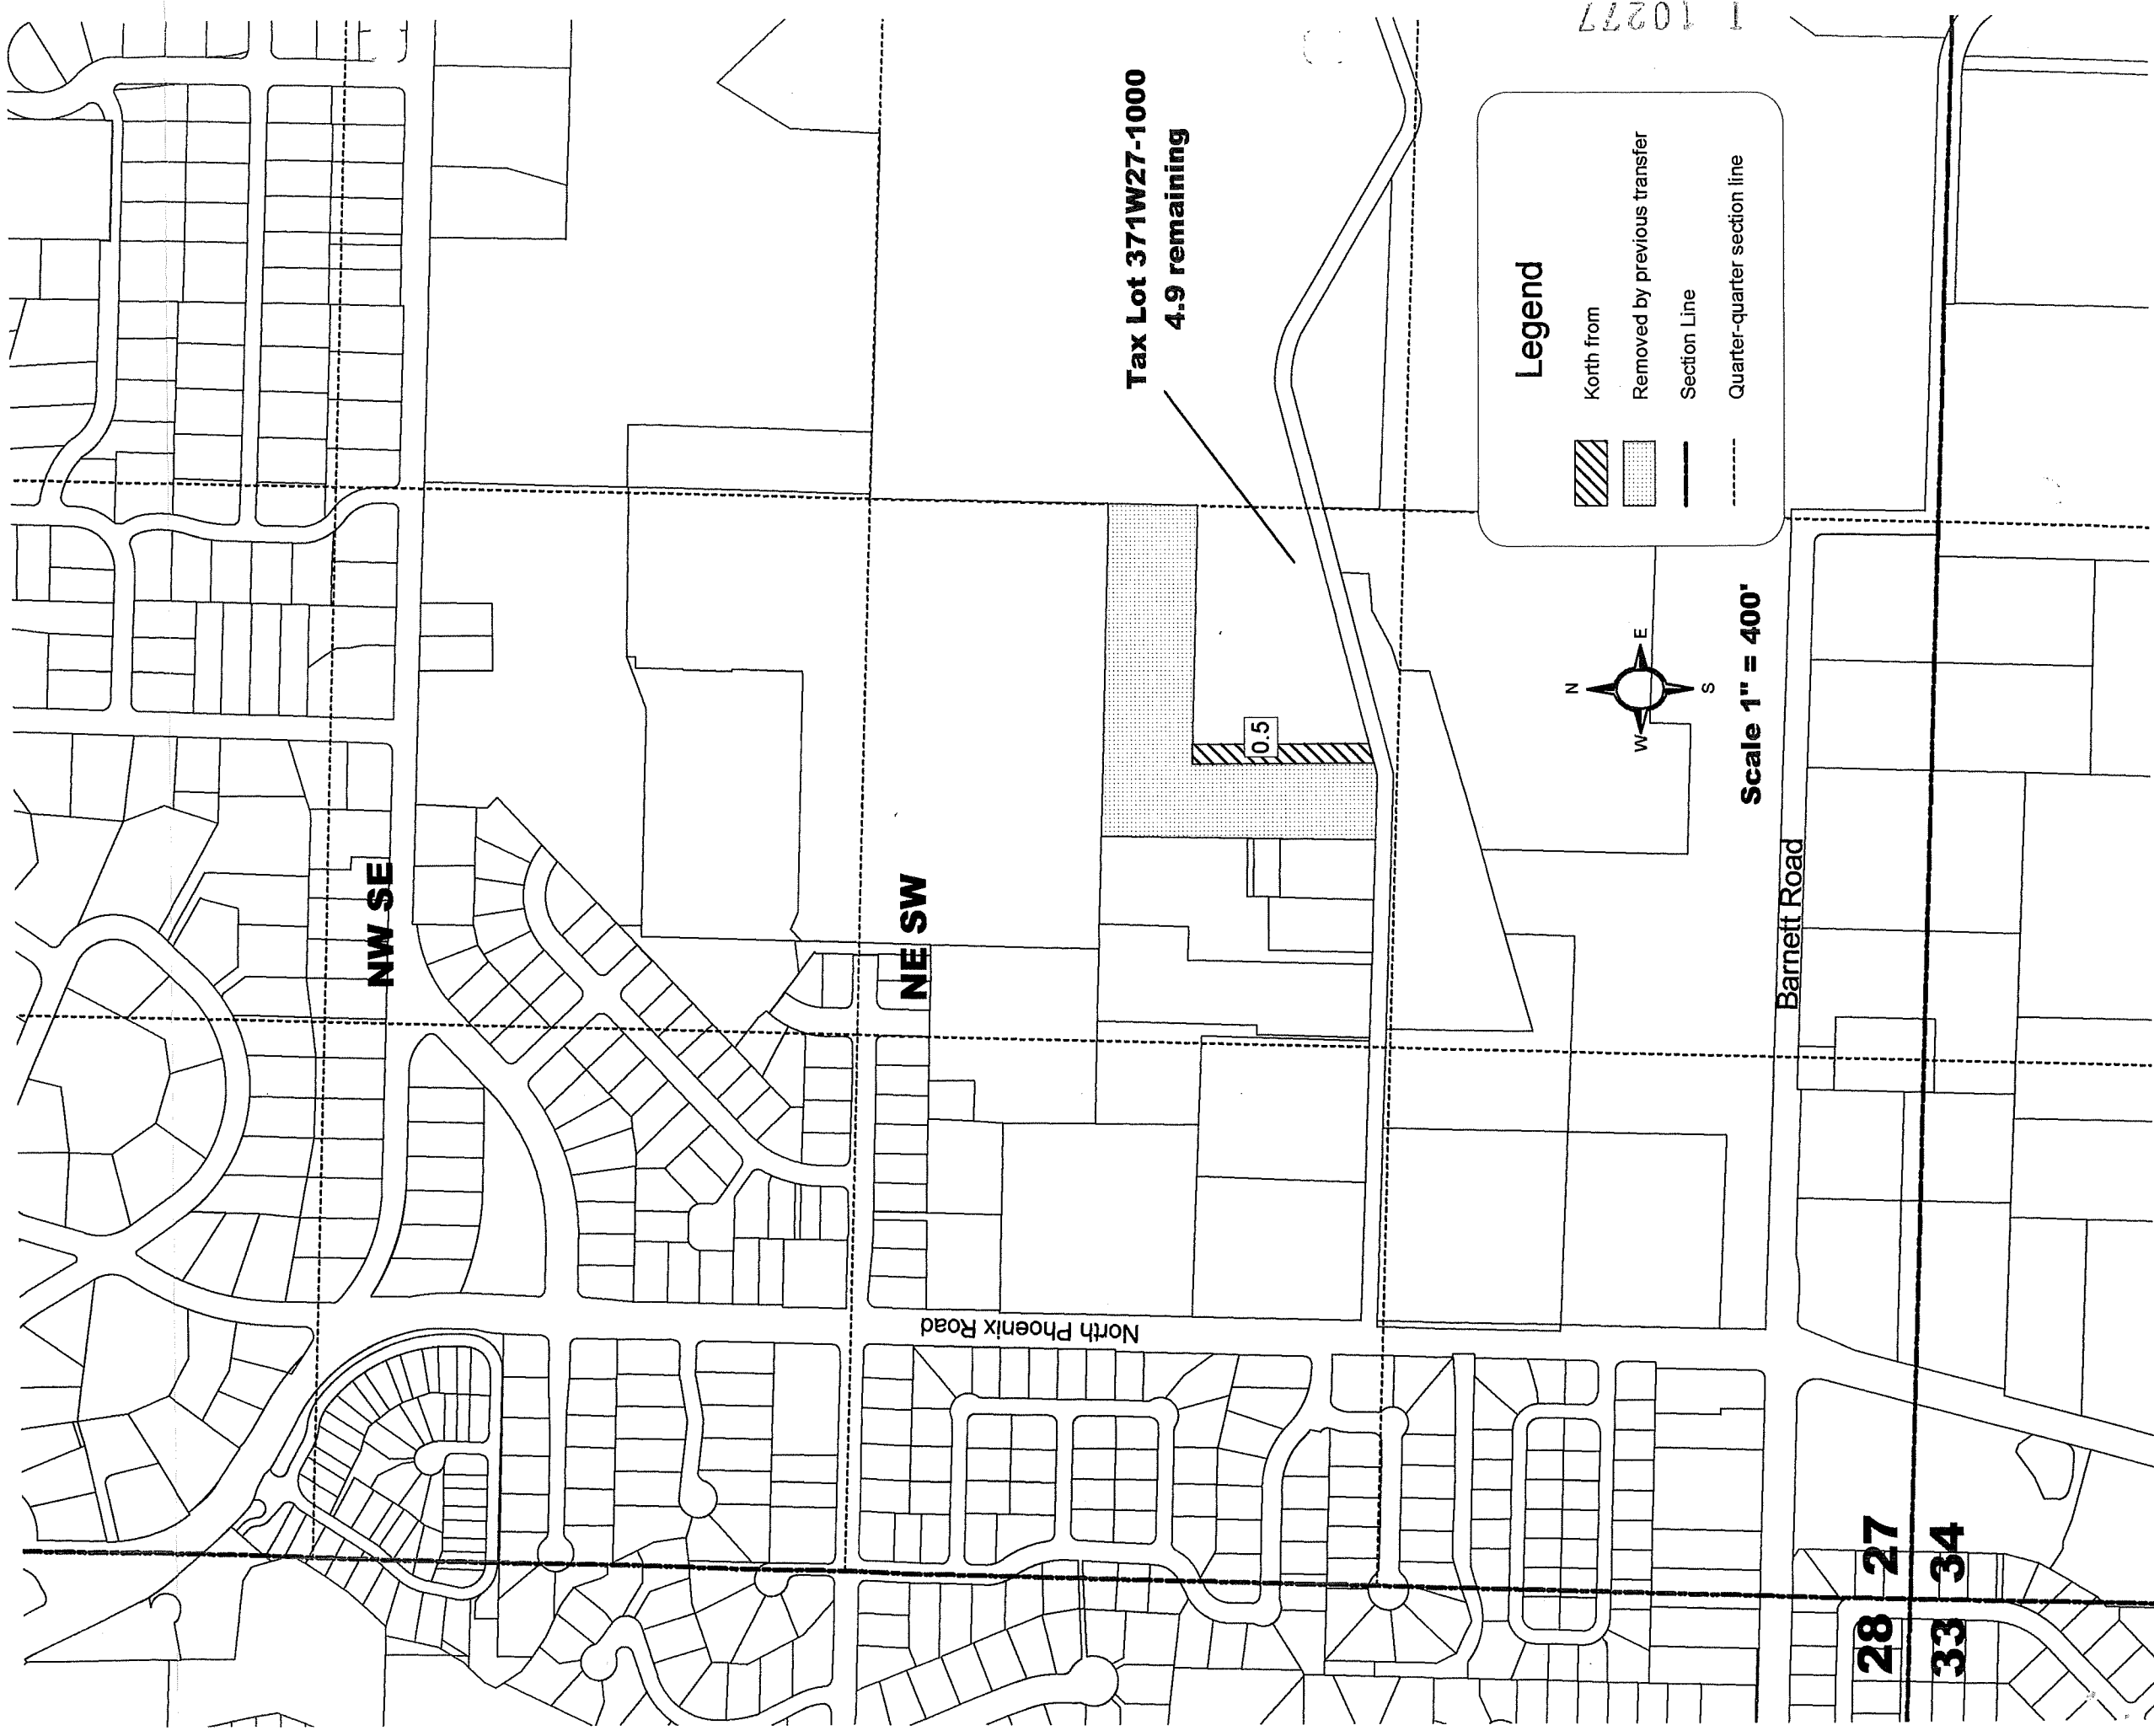 T 10277
Tax Lot 371W27-1000
4.9 remaining
NW SE
NE SW
0.5
North Phoenix Road
Barnett Road
Legend
Korth from
Removed by previous transfer
Section Line
Quarter-quarter section line
N
W
E
S
Scale 1" = 400'
28 27
33 34